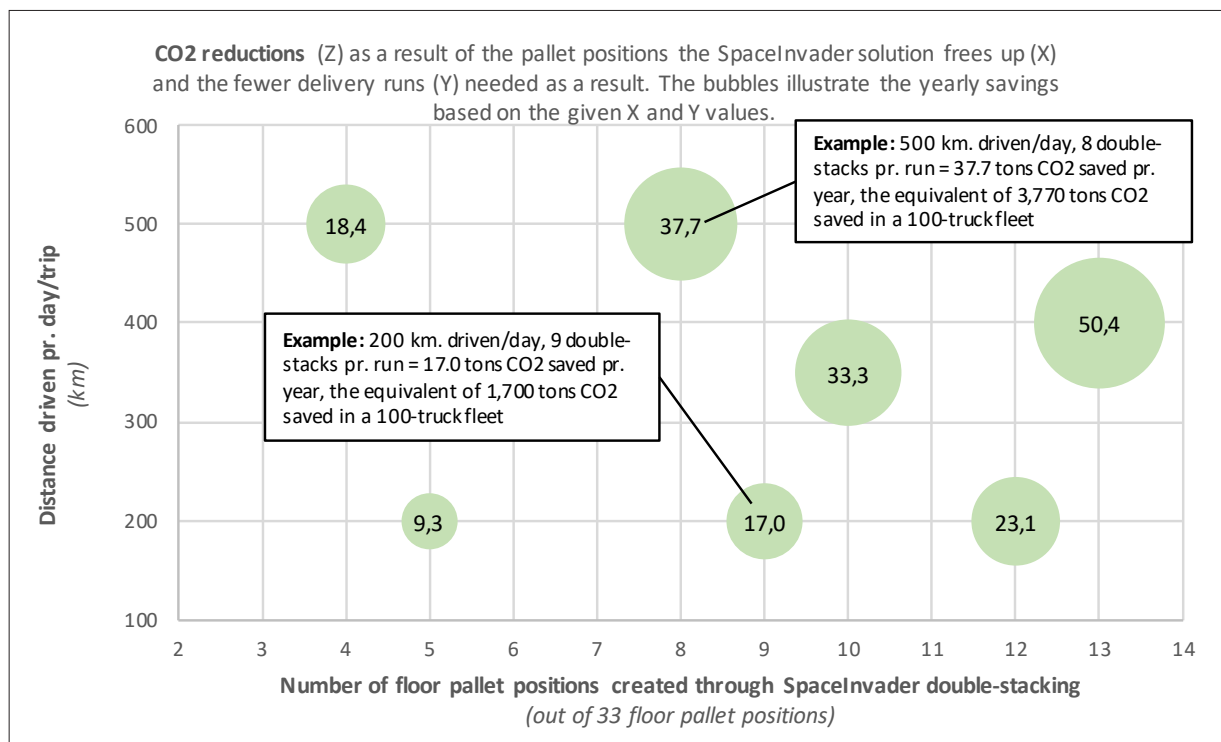 CO2 reductions (Z) as a result of the pallet positions the SpaceInvader solution frees up (X)
and the fewer delivery runs (Y) needed as a result. The bubbles illustrate the yearly savings
based on the given X and Y values.
600
Example: 500 km. driven/day, 8 double-
stacks pr. run = 37.7 tons CO2 saved pr.
year, the equivalent of 3,770 tons CO2
saved in a 100-truck fleet
500
18,4
37,7
Distance driven pr. day/trip
(km)
400
50,4
Example: 200 km. driven/day, 9 double-
stacks pr. run = 17.0 tons CO2 saved pr.
year, the equivalent of 1,700 tons CO2
saved in a 100-truck fleet
33,3
300
200
9,3
17,0
23,1
100
2 3 4 5 6 7 8 9 10 11 12 13 14
Number of floor pallet positions created through SpaceInvader double-stacking
(out of 33 floor pallet positions)